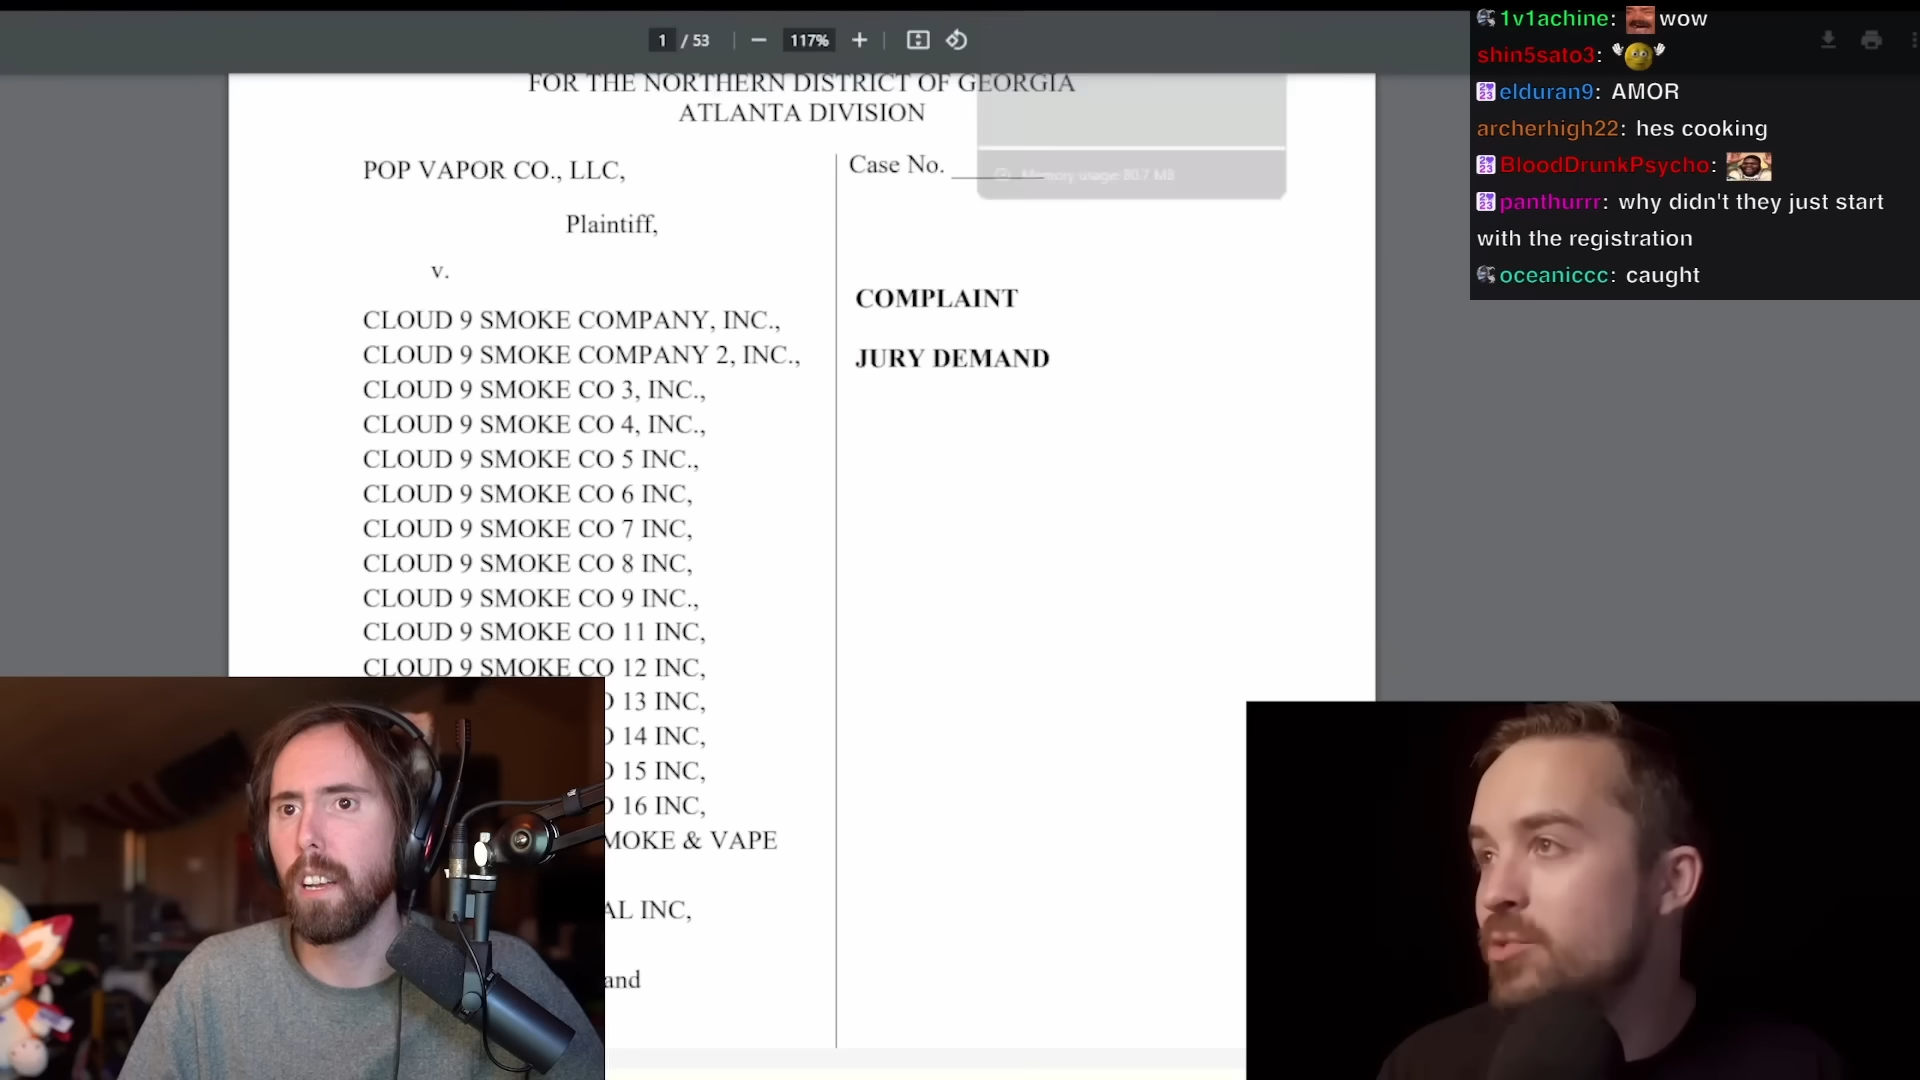 1 / 53 117%
FOR THE NORTHERN DISTRICT OF GEORGIA
ATLANTA DIVISION
POP VAPOR CO., LLC,
Plaintiff,
v.
CLOUD 9 SMOKE COMPANY, INC.,
CLOUD 9 SMOKE COMPANY 2, INC.,
CLOUD 9 SMOKE CO 3, INC.,
CLOUD 9 SMOKE CO 4, INC.,
CLOUD 9 SMOKE CO 5 INC.,
CLOUD 9 SMOKE CO 6 INC,
CLOUD 9 SMOKE CO 7 INC,
CLOUD 9 SMOKE CO 8 INC,
CLOUD 9 SMOKE CO 9 INC.,
CLOUD 9 SMOKE CO 11 INC,
CLOUD 9 SMOKE CO 12 INC,
13 INC,
14 INC,
15 INC,
16 INC,
MOKE & VAPE
AL INC,
and
Case No.
Memory usage: 80.7 MB
COMPLAINT
JURY DEMAND
1v1achine: wow
shin5sato3:
elduran9: AMOR
archerhigh22: hes cooking
BloodDrunkPsycho:
panthurrr: why didn't they just start
with the registration
oceaniccc: caught